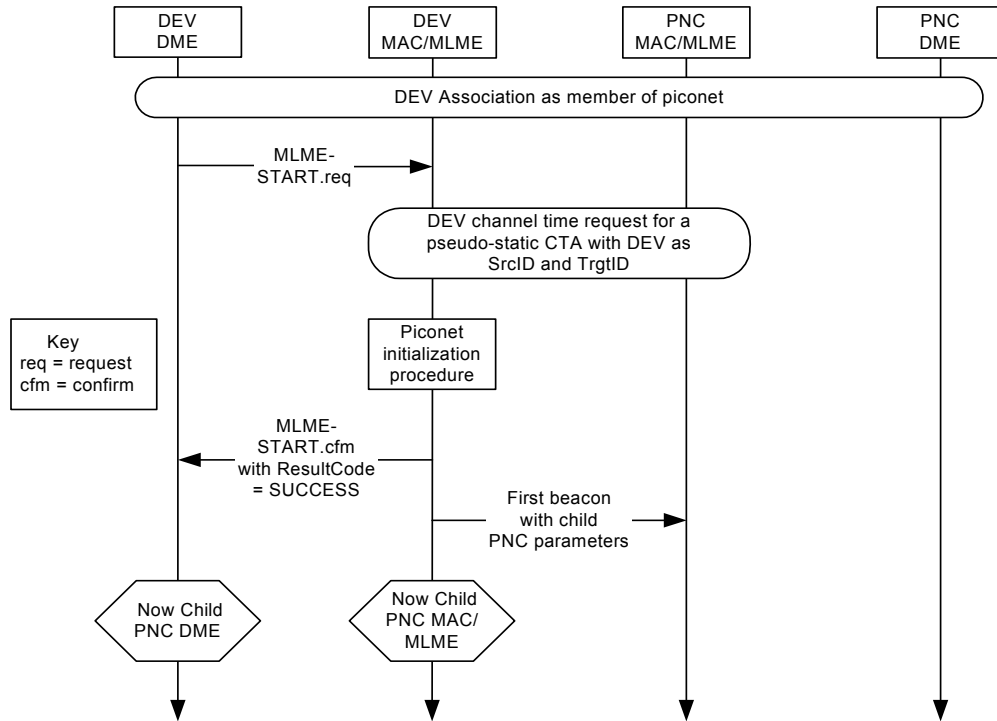 DEV
DME
DEV
MAC/MLME
PNC
MAC/MLME
PNC
DME
DEV Association as member of piconet
MLME-
START.req
DEV channel time request for a
pseudo-static CTA with DEV as
SrcID and TrgtID
Key
req = request
cfm = confirm
Piconet
initialization
procedure
MLME-
START.cfm
with ResultCode
= SUCCESS
First beacon
with child
PNC parameters
Now Child
PNC DME
Now Child
PNC MAC/
MLME